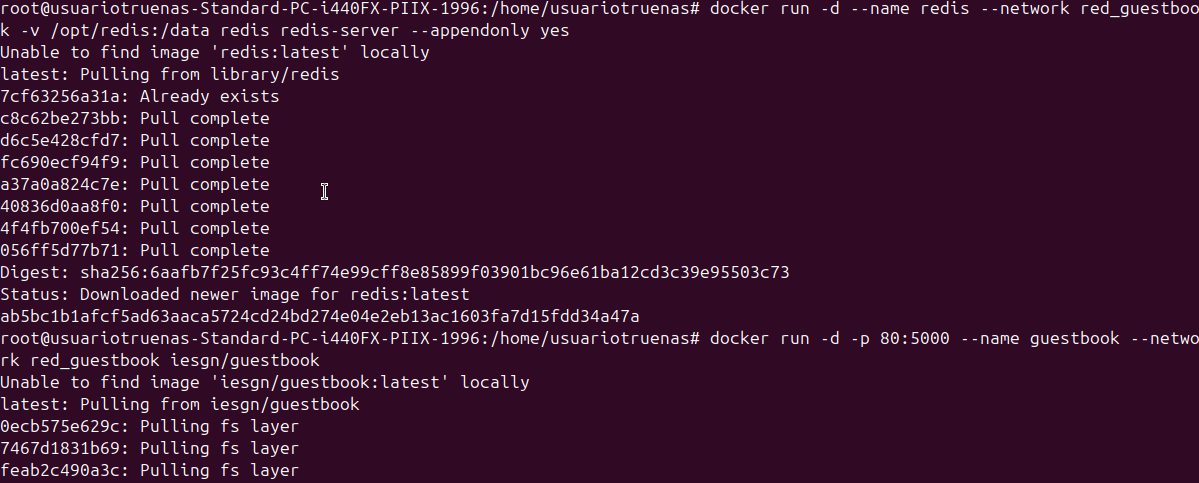 root@usuariotruenas-Standard-PC-i440FX-PIIX-1996:/home/usuariotruenas# docker run -d --name redis --network red_guestboo
k -v /opt/redis:/data redis redis-server --appendonly yes
Unable to find image 'redis:latest' locally
latest: Pulling from library/redis
7cf63256a31a: Already exists
c8c62be273bb: Pull complete
d6c5e428cfd7: Pull complete
fc690ecf94f9: Pull complete
a37a0a824c7e: Pull complete
40836d0aa8f0: Pull complete
4f4fb700ef54: Pull complete
056ff5d77b71: Pull complete
Digest: sha256:6aafb7f25fc93c4ff74e99cff8e85899f03901bc96e61ba12cd3c39e95503c73
Status: Downloaded newer image for redis:latest
ab5bc1b1afcf5ad63aaca5724cd24bd274e04e2eb13ac1603fa7d15fdd34a47a
root@usuariotruenas-Standard-PC-i440FX-PIIX-1996:/home/usuariotruenas# docker run -d -p 80:5000 --name guestbook --netwo
rk red_guestbook iesgn/guestbook
Unable to find image 'iesgn/guestbook:latest' locally
latest: Pulling from iesgn/guestbook
0ecb575e629c: Pulling fs layer
7467d1831b69: Pulling fs layer
feab2c490a3c: Pulling fs layer